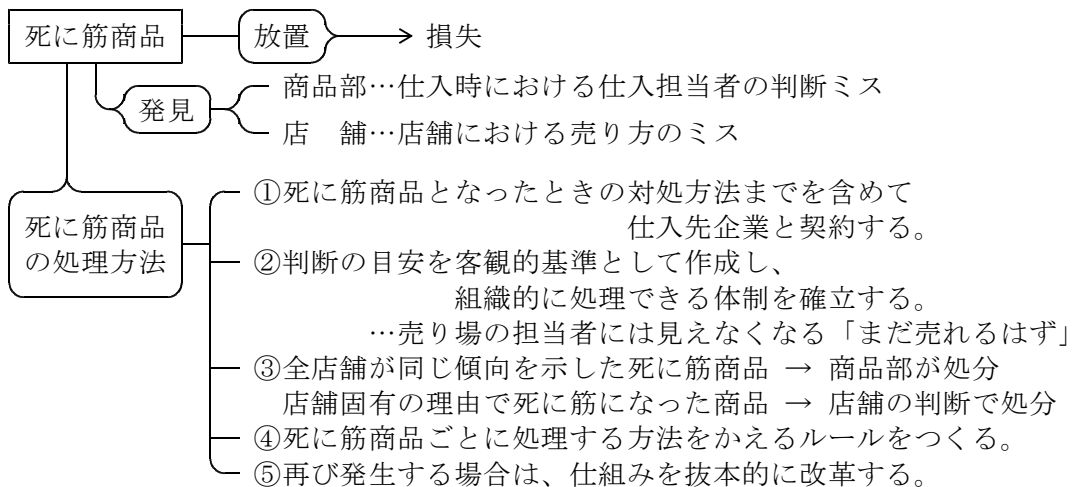 死に筋商品 放置 損失
発見
商品部…仕入時における仕入担当者の判断ミス
店　舗…店舗における売り方のミス
死に筋商品
の処理方法
①死に筋商品となったときの対処方法までを含めて
仕入先企業と契約する。
②判断の目安を客観的基準として作成し、
組織的に処理できる体制を確立する。
…売り場の担当者には見えなくなる「まだ売れるはず」
③全店舗が同じ傾向を示した死に筋商品 → 商品部が処分
店舗固有の理由で死に筋になった商品 → 店舗の判断で処分
④死に筋商品ごとに処理する方法をかえるルールをつくる。
⑤再び発生する場合は、仕組みを抜本的に改革する。